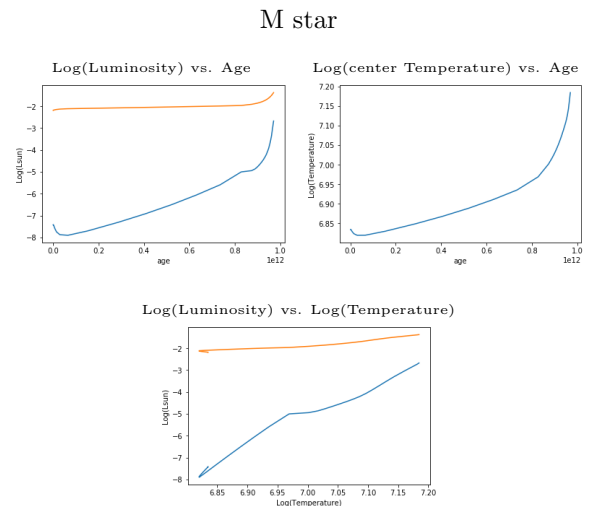 M star
Log(Luminosity) vs. Age
Log(center Temperature) vs. Age
−2
−3
−4
−5
−6
−7
−8
Log(Lsun)
0.0 0.2 0.4 0.6 0.8 1.0
1e12
age
7.20
7.15
7.10
7.05
7.00
6.95
6.90
6.85
Log(Temperature)
0.0 0.2 0.4 0.6 0.8 1.0
1e12
age
Log(Luminosity) vs. Log(Temperature)
−2
−3
−4
−5
−6
−7
−8
Log(Lsun)
6.85 6.90 6.95 7.00 7.05 7.10 7.15 7.20
Log(Temperature)